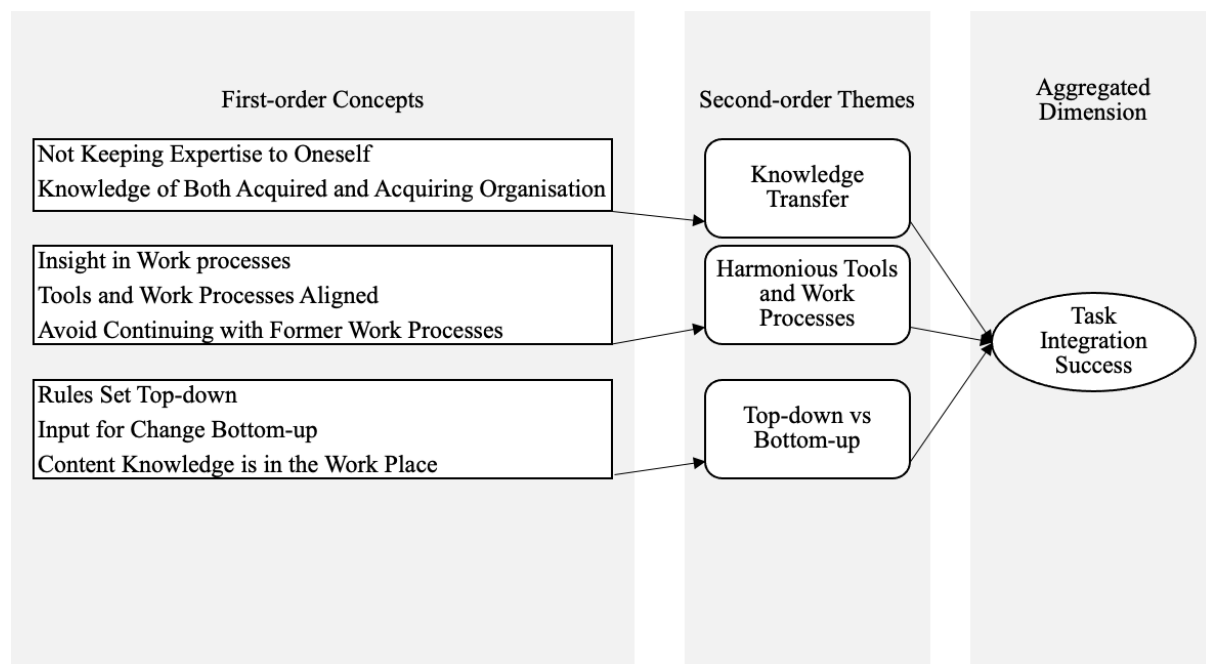 First-order Concepts
Not Keeping Expertise to Oneself
Knowledge of Both Acquired and Acquiring Organisation
Insight in Work processes
Tools and Work Processes Aligned
Avoid Continuing with Former Work Processes
Rules Set Top-down
Input for Change Bottom-up
Content Knowledge is in the Work Place
Second-order Themes
Knowledge
Transfer
Harmonious Tools
and Work
Processes
Top-down vs
Bottom-up
Aggregated
Dimension
Task
Integration
Success